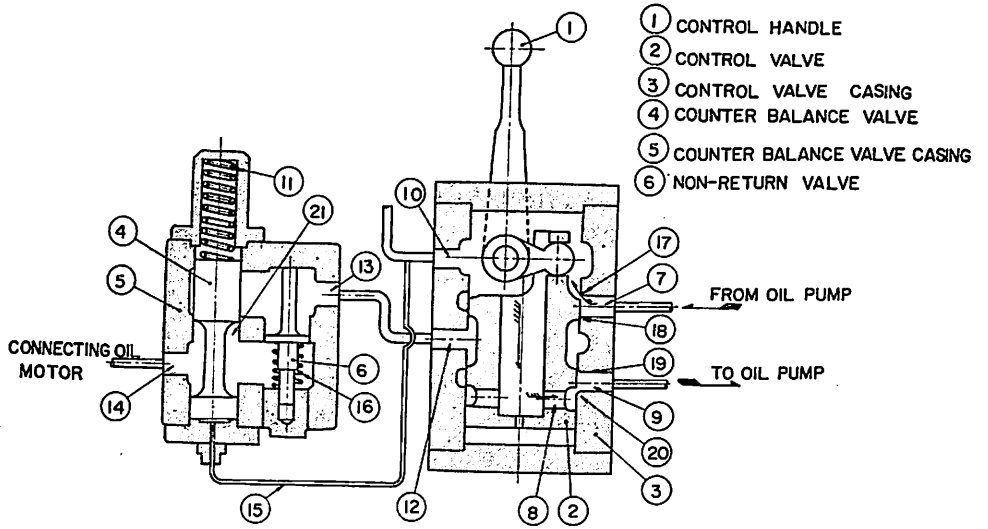 1 CONTROL HANDLE
2 CONTROL VALVE
3 CONTROL VALVE CASING
4 COUNTER BALANCE VALVE
5 COUNTER BALANCE VALVE CASING
6 NON-RETURN VALVE
1
11
21
10
4
13
17
5
7
FROM OIL PUMP
18
CONNECTING OIL
MOTOR
19
6
TO OIL PUMP
14
16
9
20
15
12
8
2
3